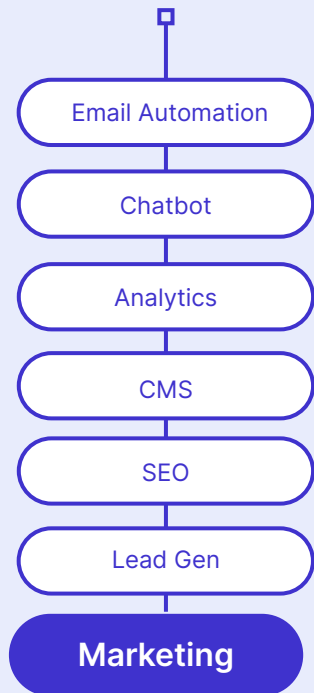 Email Automation
Chatbot
Analytics
CMS
SEO
Lead Gen
Marketing